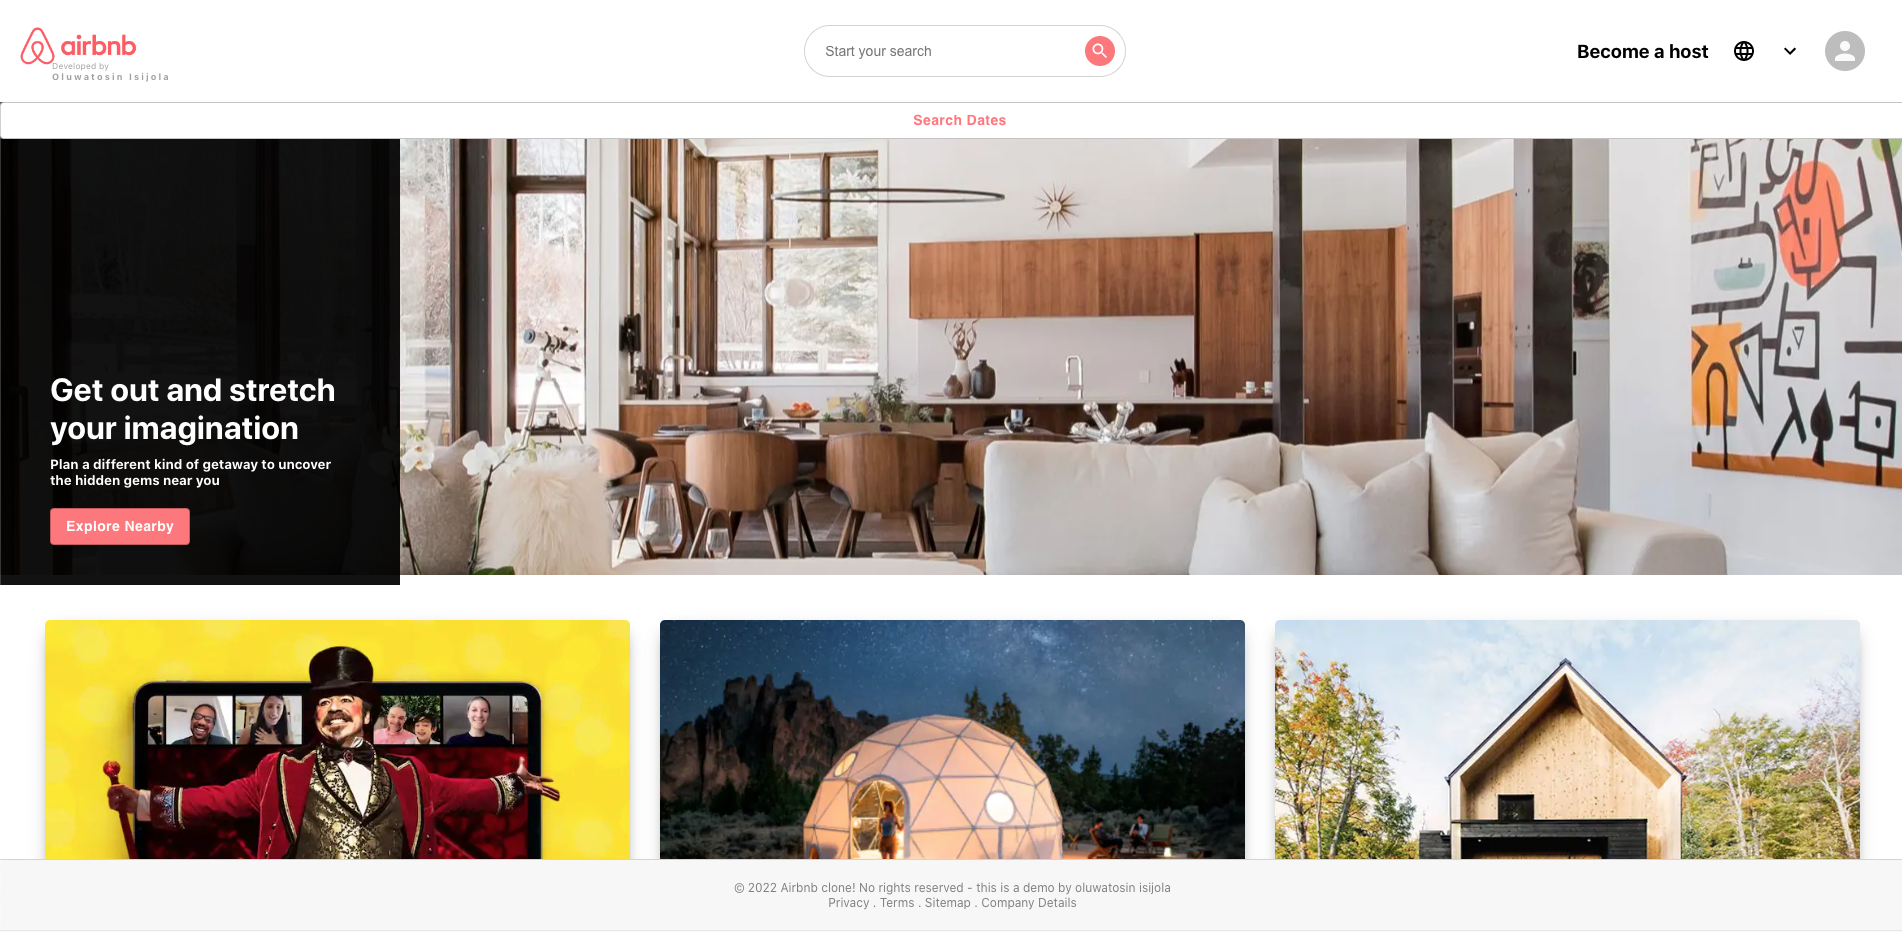 airbnb
Developed by
Oluwatosin Isijola
Start your search
Become a host
Search Dates
Get out and stretch
your imagination
Plan a different kind of getaway to uncover
the hidden gems near you
Explore Nearby
© 2022 Airbnb clone! No rights reserved - this is a demo by oluwatosin isijola
Privacy . Terms . Sitemap . Company Details